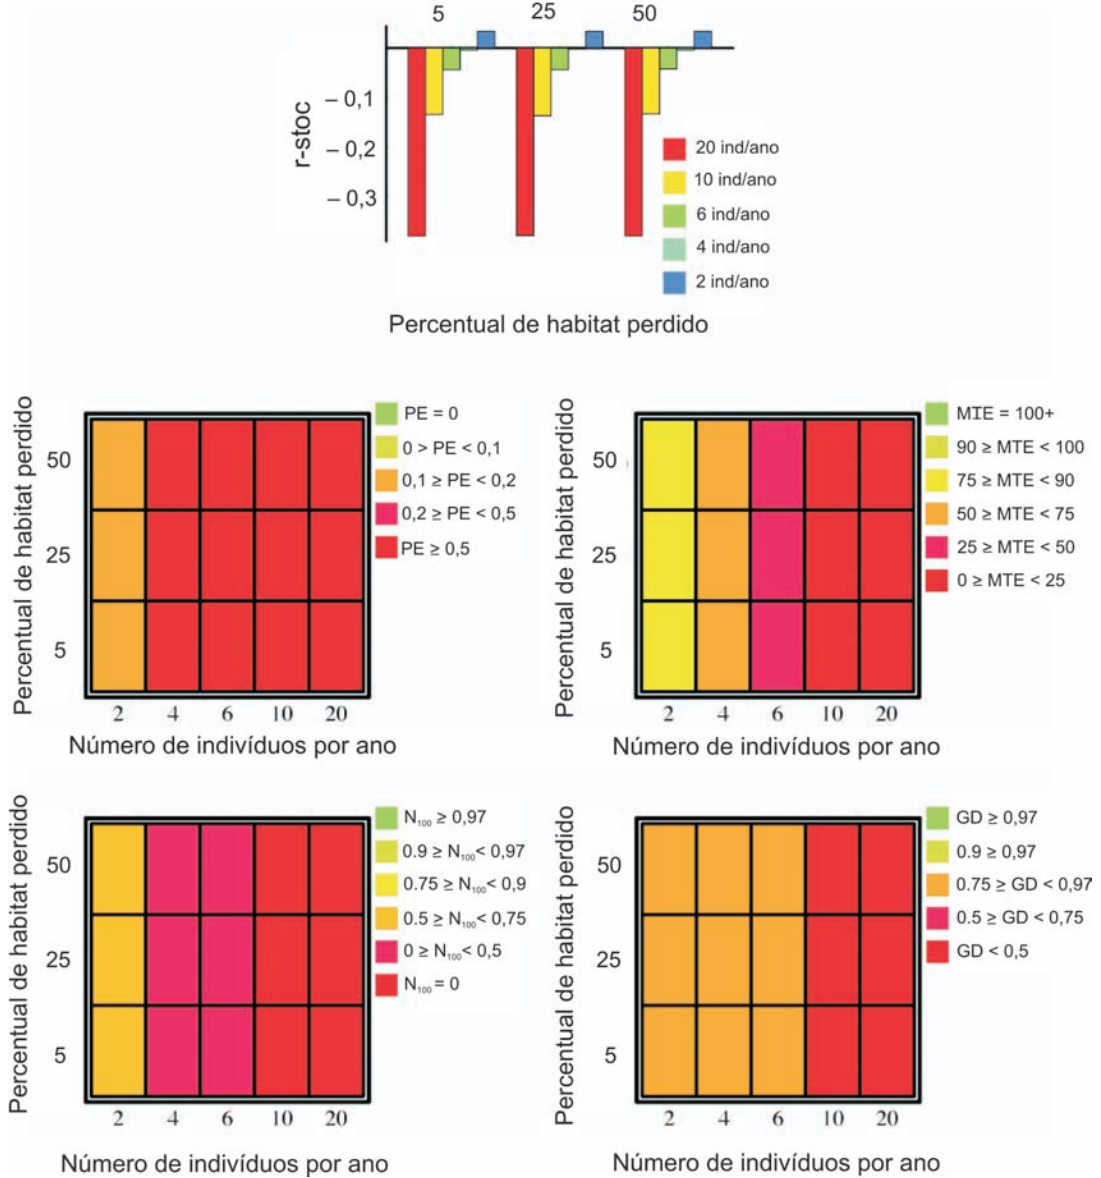 5 25 50
r-stoc
– 0,1
– 0,2
– 0,3
20 ind/ano
10 ind/ano
6 ind/ano
4 ind/ano
2 ind/ano
Percentual de habitat perdido
Percentual de habitat perdido
50
25
5
2 4 6 10 20
Número de indivíduos por ano
PE = 0
0 > PE < 0,1
0,1 ≥ PE < 0,2
0,2 ≥ PE < 0,5
PE ≥ 0,5
Percentual de habitat perdido
50
25
5
2 4 6 10 20
Número de indivíduos por ano
MTE = 100+
90 ≥ MTE < 100
75 ≥ MTE < 90
50 ≥ MTE < 75
25 ≥ MTE < 50
0 ≥ MTE < 25
Percentual de habitat perdido
50
25
5
2 4 6 10 20
Número de indivíduos por ano
N₁₀₀ ≥ 0,97
0.9 ≥ N₁₀₀< 0,97
0.75 ≥ N₁₀₀< 0,9
0.5 ≥ N₁₀₀< 0,75
0 ≥ N₁₀₀< 0,5
N₁₀₀ = 0
Percentual de habitat perdido
50
25
5
2 4 6 10 20
Número de indivíduos por ano
GD ≥ 0,97
0.9 ≥ 0,97
0.75 ≥ GD < 0,97
0.5 ≥ GD < 0,75
GD < 0,5